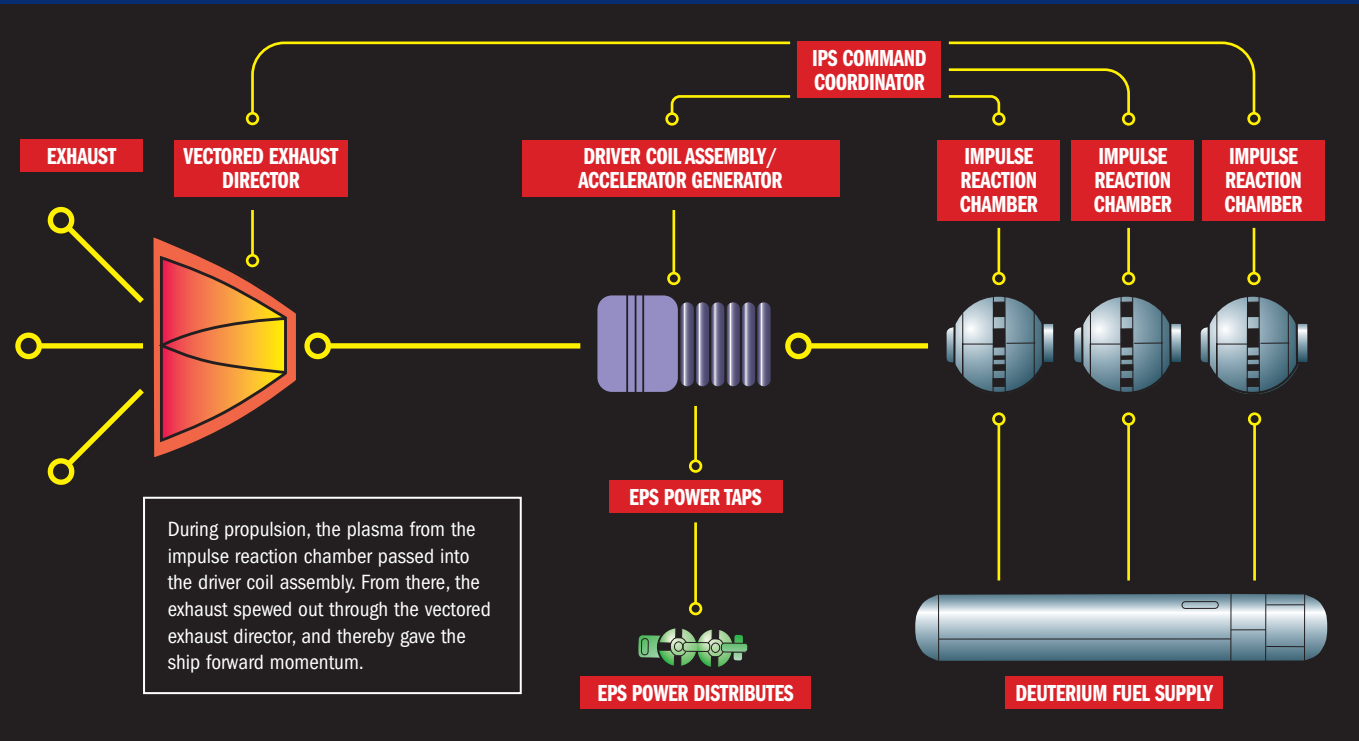 IPS COMMAND
COORDINATOR
EXHAUST
VECTORED EXHAUST
DIRECTOR
DRIVER COIL ASSEMBLY/
ACCELERATOR GENERATOR
IMPULSE
REACTION
CHAMBER
IMPULSE
REACTION
CHAMBER
IMPULSE
REACTION
CHAMBER
EPS POWER TAPS
During propulsion, the plasma from the
impulse reaction chamber passed into
the driver coil assembly. From there, the
exhaust spewed out through the vectored
exhaust director, and thereby gave the
ship forward momentum.
EPS POWER DISTRIBUTES
DEUTERIUM FUEL SUPPLY